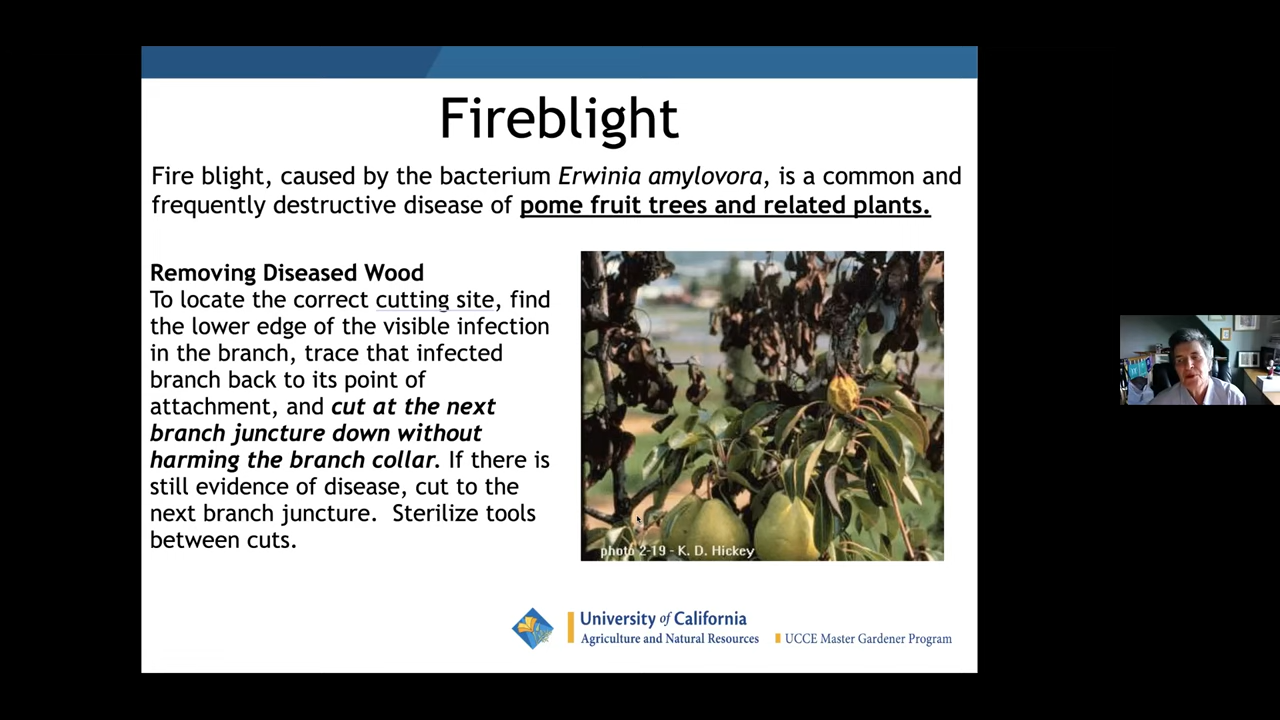 Fireblight
Fire blight, caused by the bacterium Erwinia amylovora, is a common and
frequently destructive disease of pome fruit trees and related plants.
Removing Diseased Wood
To locate the correct cutting site, find
the lower edge of the visible infection
in the branch, trace that infected
branch back to its point of
attachment, and cut at the next
branch juncture down without
harming the branch collar. If there is
still evidence of disease, cut to the
next branch juncture.  Sterilize tools
between cuts.
photo 2-19 - K. D. Hickey
University of California
Agriculture and Natural Resources
UCCE Master Gardener Program